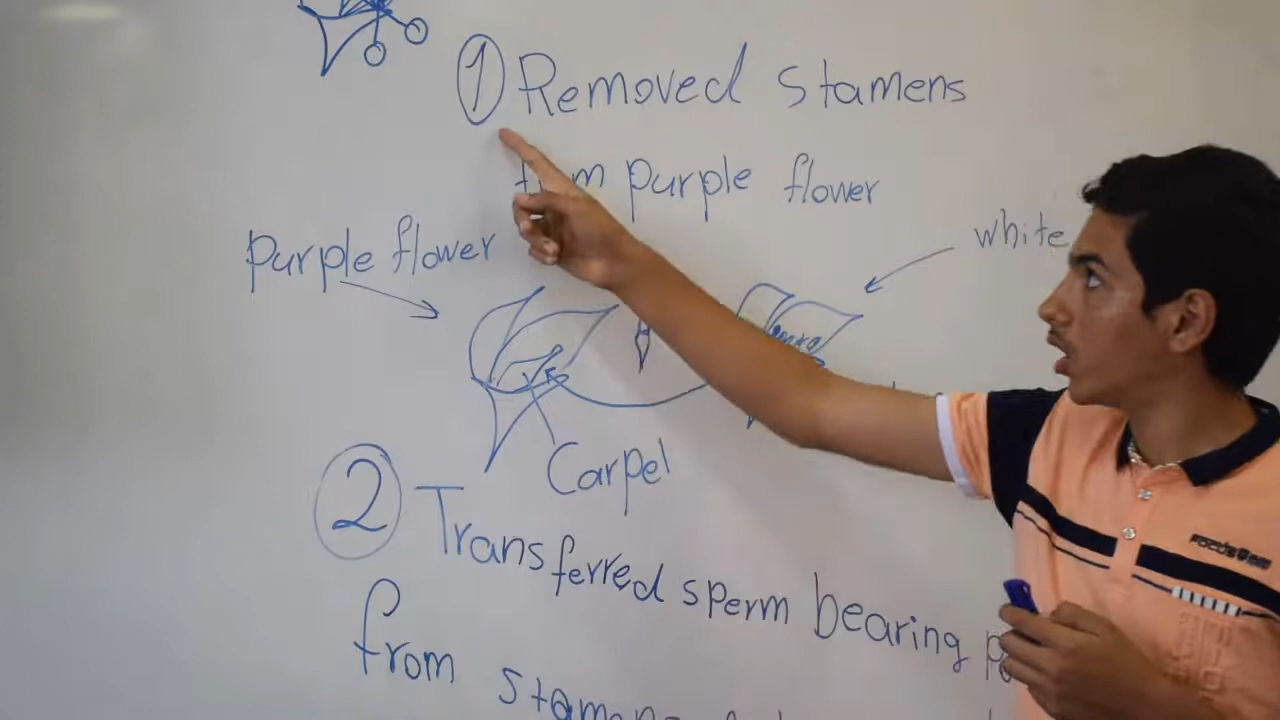 1 Removed stamens
from purple flower
purple flower
white
Carpel
2 Transferred sperm bearing
from